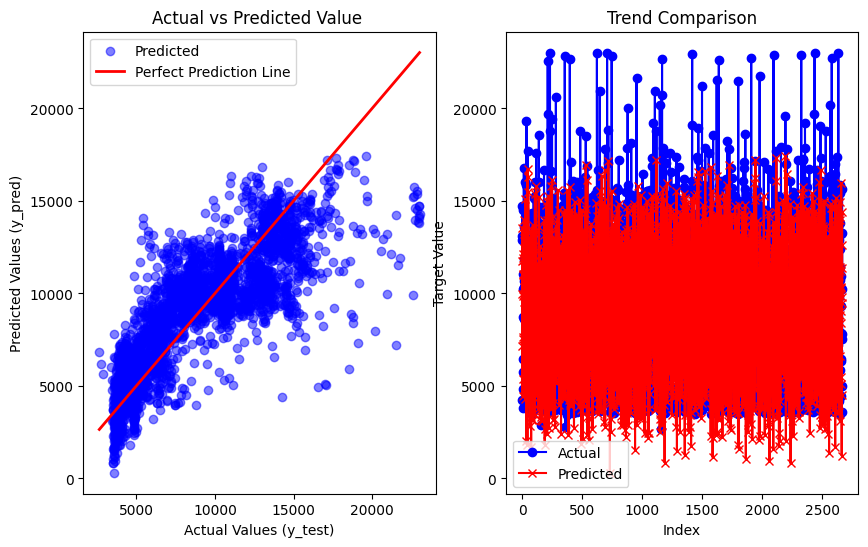 Actual vs Predicted Value
Predicted
Perfect Prediction Line
Predicted Values (y_pred)
20000
15000
10000
5000
0
5000
10000
15000
20000
Actual Values (y_test)
Trend Comparison
Target Value
20000
15000
10000
5000
0
Actual
Predicted
0
500
1000
1500
2000
2500
Index